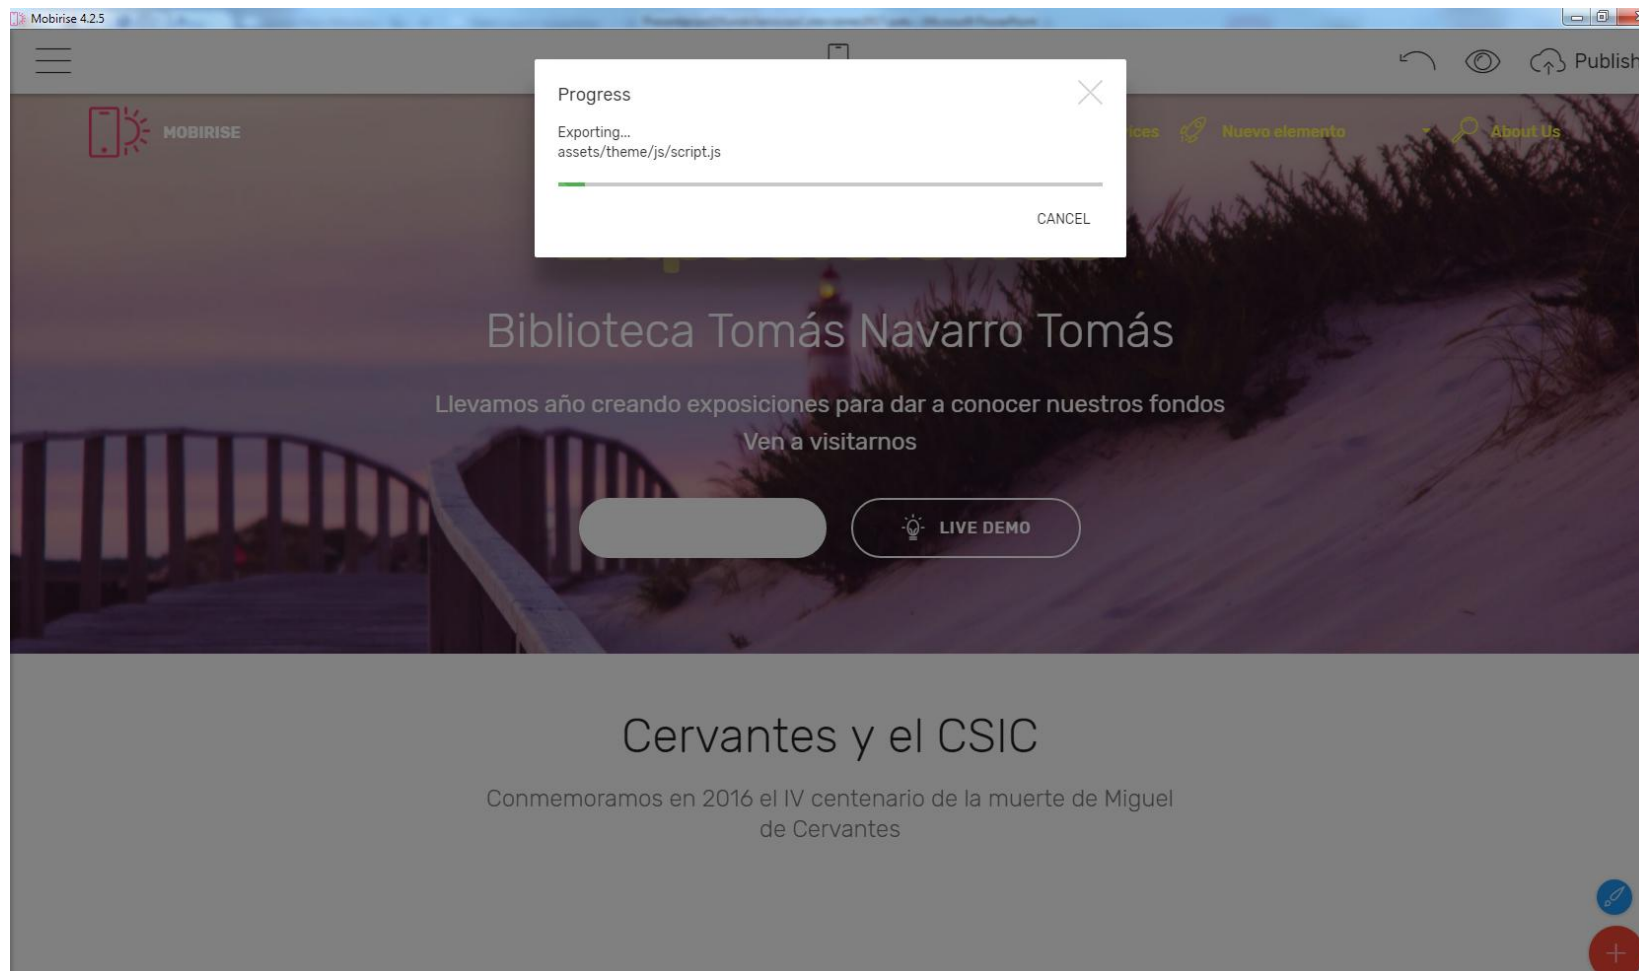 Mobirise 4.2.5
Publish
MOBIRISE
Nuevo elemento
About Us
Progress
Exporting...
assets/theme/js/script.js
CANCEL
Biblioteca Tomás Navarro Tomás
Llevamos año creando exposiciones para dar a conocer nuestros fondos
Ven a visitarnos
LIVE DEMO
Cervantes y el CSIC
Conmemoramos en 2016 el IV centenario de la muerte de Miguel
de Cervantes